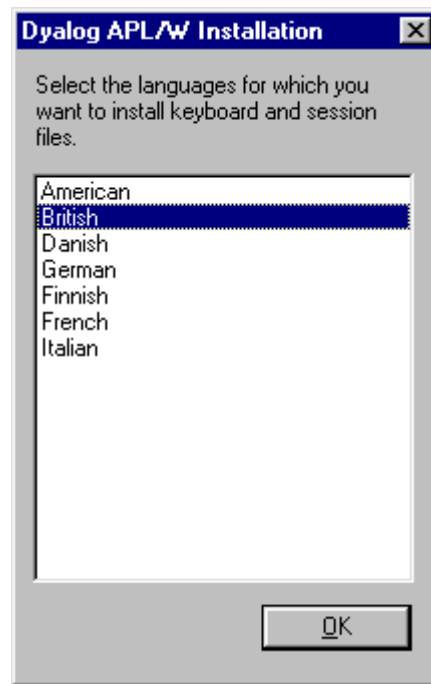 Dyalog APL/W Installation
Select the languages for which you
want to install keyboard and session
files.
American
British
Danish
German
Finnish
French
Italian
OK